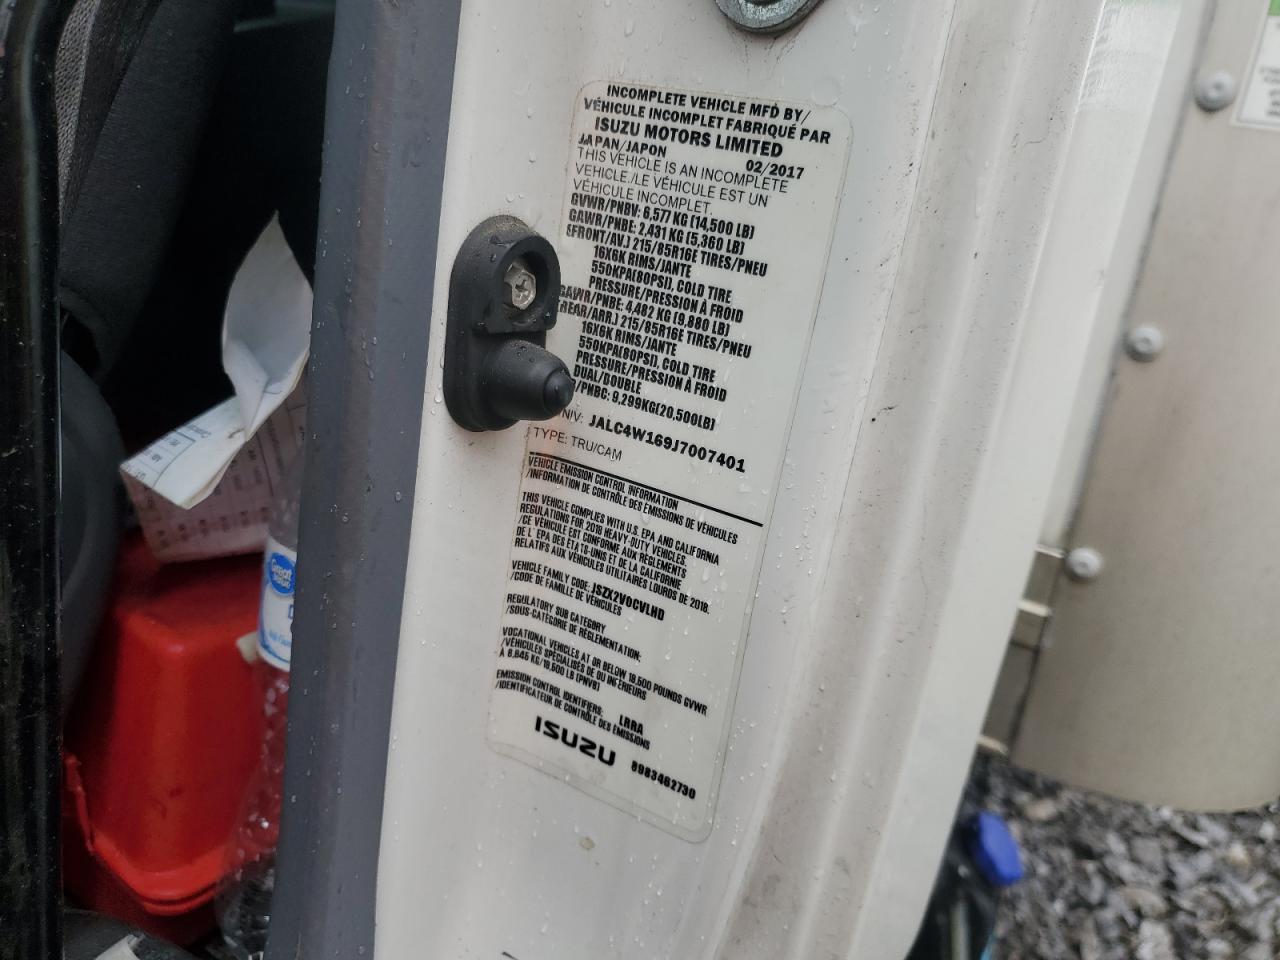 INCOMPLETE VEHICLE MFD BY/
VÉHICULE INCOMPLET FABRIQUÉ PAR
ISUZU MOTORS LIMITED
JAPAN/JAPON 02/2017
THIS VEHICLE IS AN INCOMPLETE
VEHICLE./LE VÉHICULE EST UN
VÉHICULE INCOMPLET.
GVWR/PNBV: 6,577 KG (14,500 LB)
GAWR/PNBE: 2,431 KG (5,360 LB)
(FRONT/AV.) 215/85R16E TIRES/PNEU
16X6K RIMS/JANTE
550KPA(80PSI), COLD TIRE
PRESSURE/PRESSION À FROID
GAWR/PNBE: 4,482 KG (9,880 LB)
(REAR/ARR.) 215/85R16E TIRES/PNEU
16X6K RIMS/JANTE
550KPA(80PSI), COLD TIRE
PRESSURE/PRESSION À FROID
DUAL/DOUBLE
/PNBC: 9,299KG(20,500LB)
NIV: JALC4W169J7007401
TYPE: TRU/CAM
VEHICLE EMISSION CONTROL INFORMATION
/INFORMATION DE CONTRÔLE DES ÉMISSIONS DE VÉHICULES
THIS VEHICLE COMPLIES WITH U.S. EPA AND CALIFORNIA
REGULATIONS FOR 2018 HEAVY DUTY VEHICLES.
/CE VÉHICULE EST CONFORME AUX RÈGLEMENTS
DE L'EPA DES ÉTATS-UNIS ET DE LA CALIFORNIE
RELATIFS AUX VÉHICULES UTILITAIRES LOURDS DE 2018.
VEHICLE FAMILY CODE: JSZX2VOCVLHD
/CODE DE FAMILLE DE VÉHICULES
REGULATORY SUB CATEGORY
/SOUS-CATÉGORIE DE RÉGLEMENTATION:
VOCATIONAL VEHICLES AT OR BELOW 19,500 POUNDS GVWR
/VÉHICULES SPÉCIALISÉS DE OU INFÉRIEURS
À 8,845 KG/19,500 LB (PNVB)
EMISSION CONTROL IDENTIFIERS: LRRA
/IDENTIFICATEUR DE CONTRÔLE DES ÉMISSIONS
ISUZU 8983462730
Great